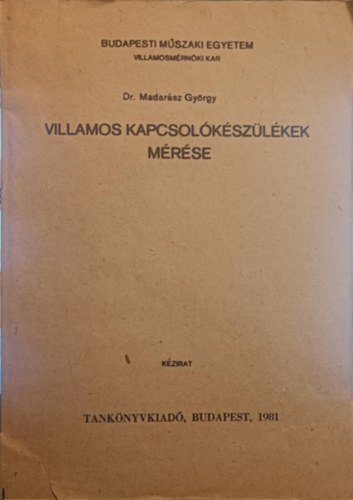 BUDAPESTI MŰSZAKI EGYETEM
VILLAMOSMÉRNÖKI KAR
Dr. Madarász György
VILLAMOS KAPCSOLÓKÉSZÜLÉKEK
MÉRÉSE
KÉZIRAT
TANKÖNYVKIADÓ, BUDAPEST, 1981